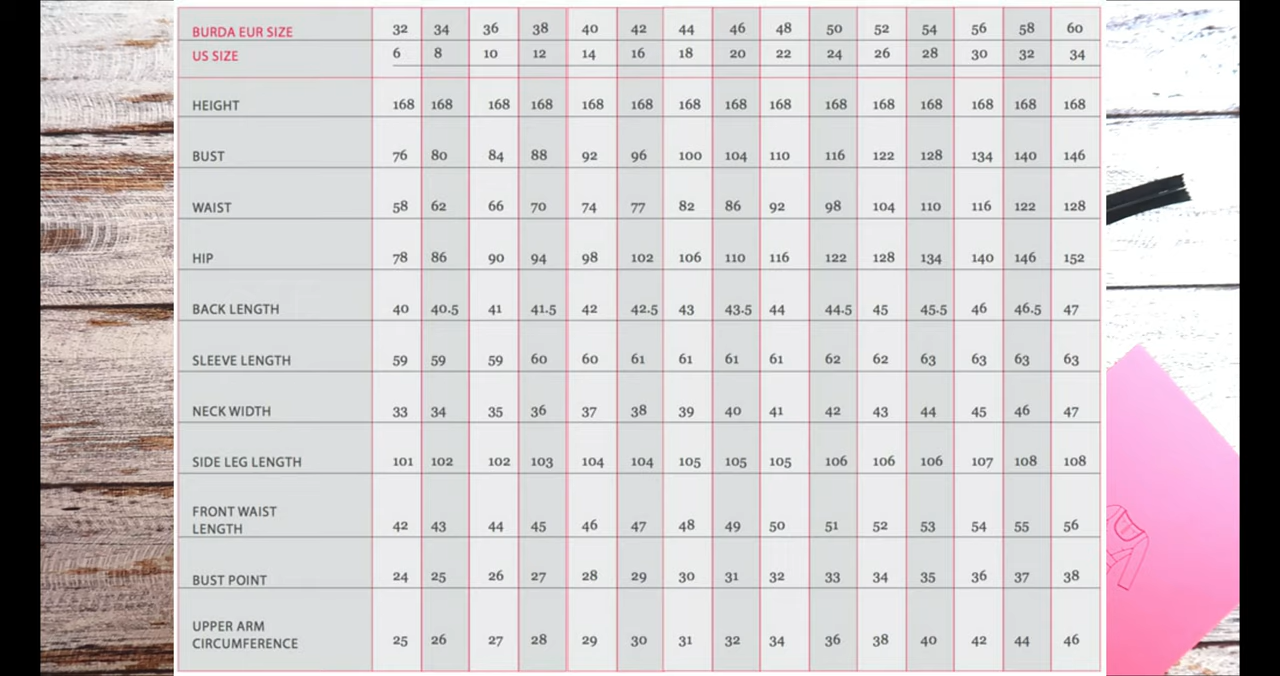 BURDA EUR SIZE 32 34 36 38 40 42 44 46 48 50 52 54 56 58 60
US SIZE 6 8 10 12 14 16 18 20 22 24 26 28 30 32 34
HEIGHT 168 168 168 168 168 168 168 168 168 168 168 168 168 168 168
BUST 76 80 84 88 92 96 100 104 110 116 122 128 134 140 146
WAIST 58 62 66 70 74 77 82 86 92 98 104 110 116 122 128
HIP 78 86 90 94 98 102 106 110 116 122 128 134 140 146 152
BACK LENGTH 40 40.5 41 41.5 42 42.5 43 43.5 44 44.5 45 45.5 46 46.5 47
SLEEVE LENGTH 59 59 59 60 60 61 61 61 61 62 62 63 63 63 63
NECK WIDTH 33 34 35 36 37 38 39 40 41 42 43 44 45 46 47
SIDE LEG LENGTH 101 102 102 103 104 104 105 105 105 106 106 106 107 108 108
FRONT WAIST
LENGTH 42 43 44 45 46 47 48 49 50 51 52 53 54 55 56
BUST POINT 24 25 26 27 28 29 30 31 32 33 34 35 36 37 38
UPPER ARM
CIRCUMFERENCE 25 26 27 28 29 30 31 32 34 36 38 40 42 44 46